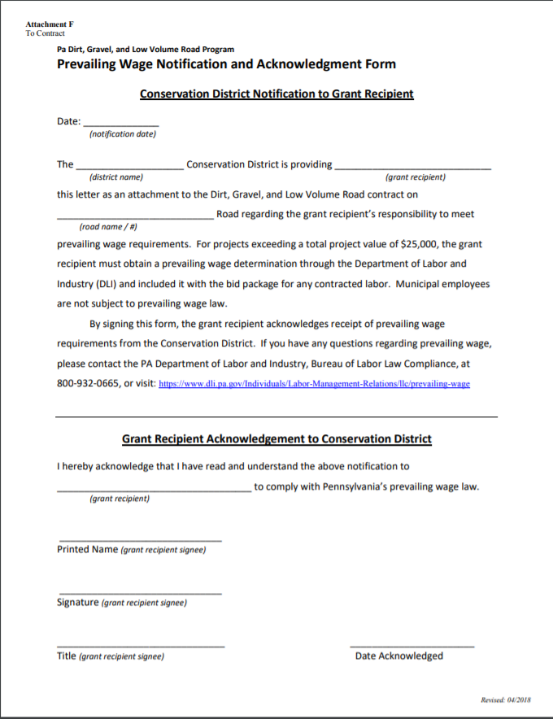 Attachment F
To Contract
Pa Dirt, Gravel, and Low Volume Road Program
Prevailing Wage Notification and Acknowledgment Form
Conservation District Notification to Grant Recipient
Date: ______________
(notification date)
The ____________________ Conservation District is providing _____________________________
(district name) (grant recipient)
this letter as an attachment to the Dirt, Gravel, and Low Volume Road contract on
_____________________________ Road regarding the grant recipient's responsibility to meet
(road name / #)
prevailing wage requirements. For projects exceeding a total project value of $25,000, the grant
recipient must obtain a prevailing wage determination through the Department of Labor and
Industry (DLI) and included it with the bid package for any contracted labor. Municipal employees
are not subject to prevailing wage law.
By signing this form, the grant recipient acknowledges receipt of prevailing wage
requirements from the Conservation District. If you have any questions regarding prevailing wage,
please contact the PA Department of Labor and Industry, Bureau of Labor Law Compliance, at
800-932-0665, or visit: https://www.dli.pa.gov/Individuals/Labor-Management-Relations/llc/prevailing-wage
Grant Recipient Acknowledgement to Conservation District
I hereby acknowledge that I have read and understand the above notification to
____________________________________ to comply with Pennsylvania's prevailing wage law.
(grant recipient)
______________________________
Printed Name (grant recipient signee)
______________________________
Signature (grant recipient signee)
_______________________________ _______________________
Title (grant recipient signee) Date Acknowledged
Revised: 04/2018